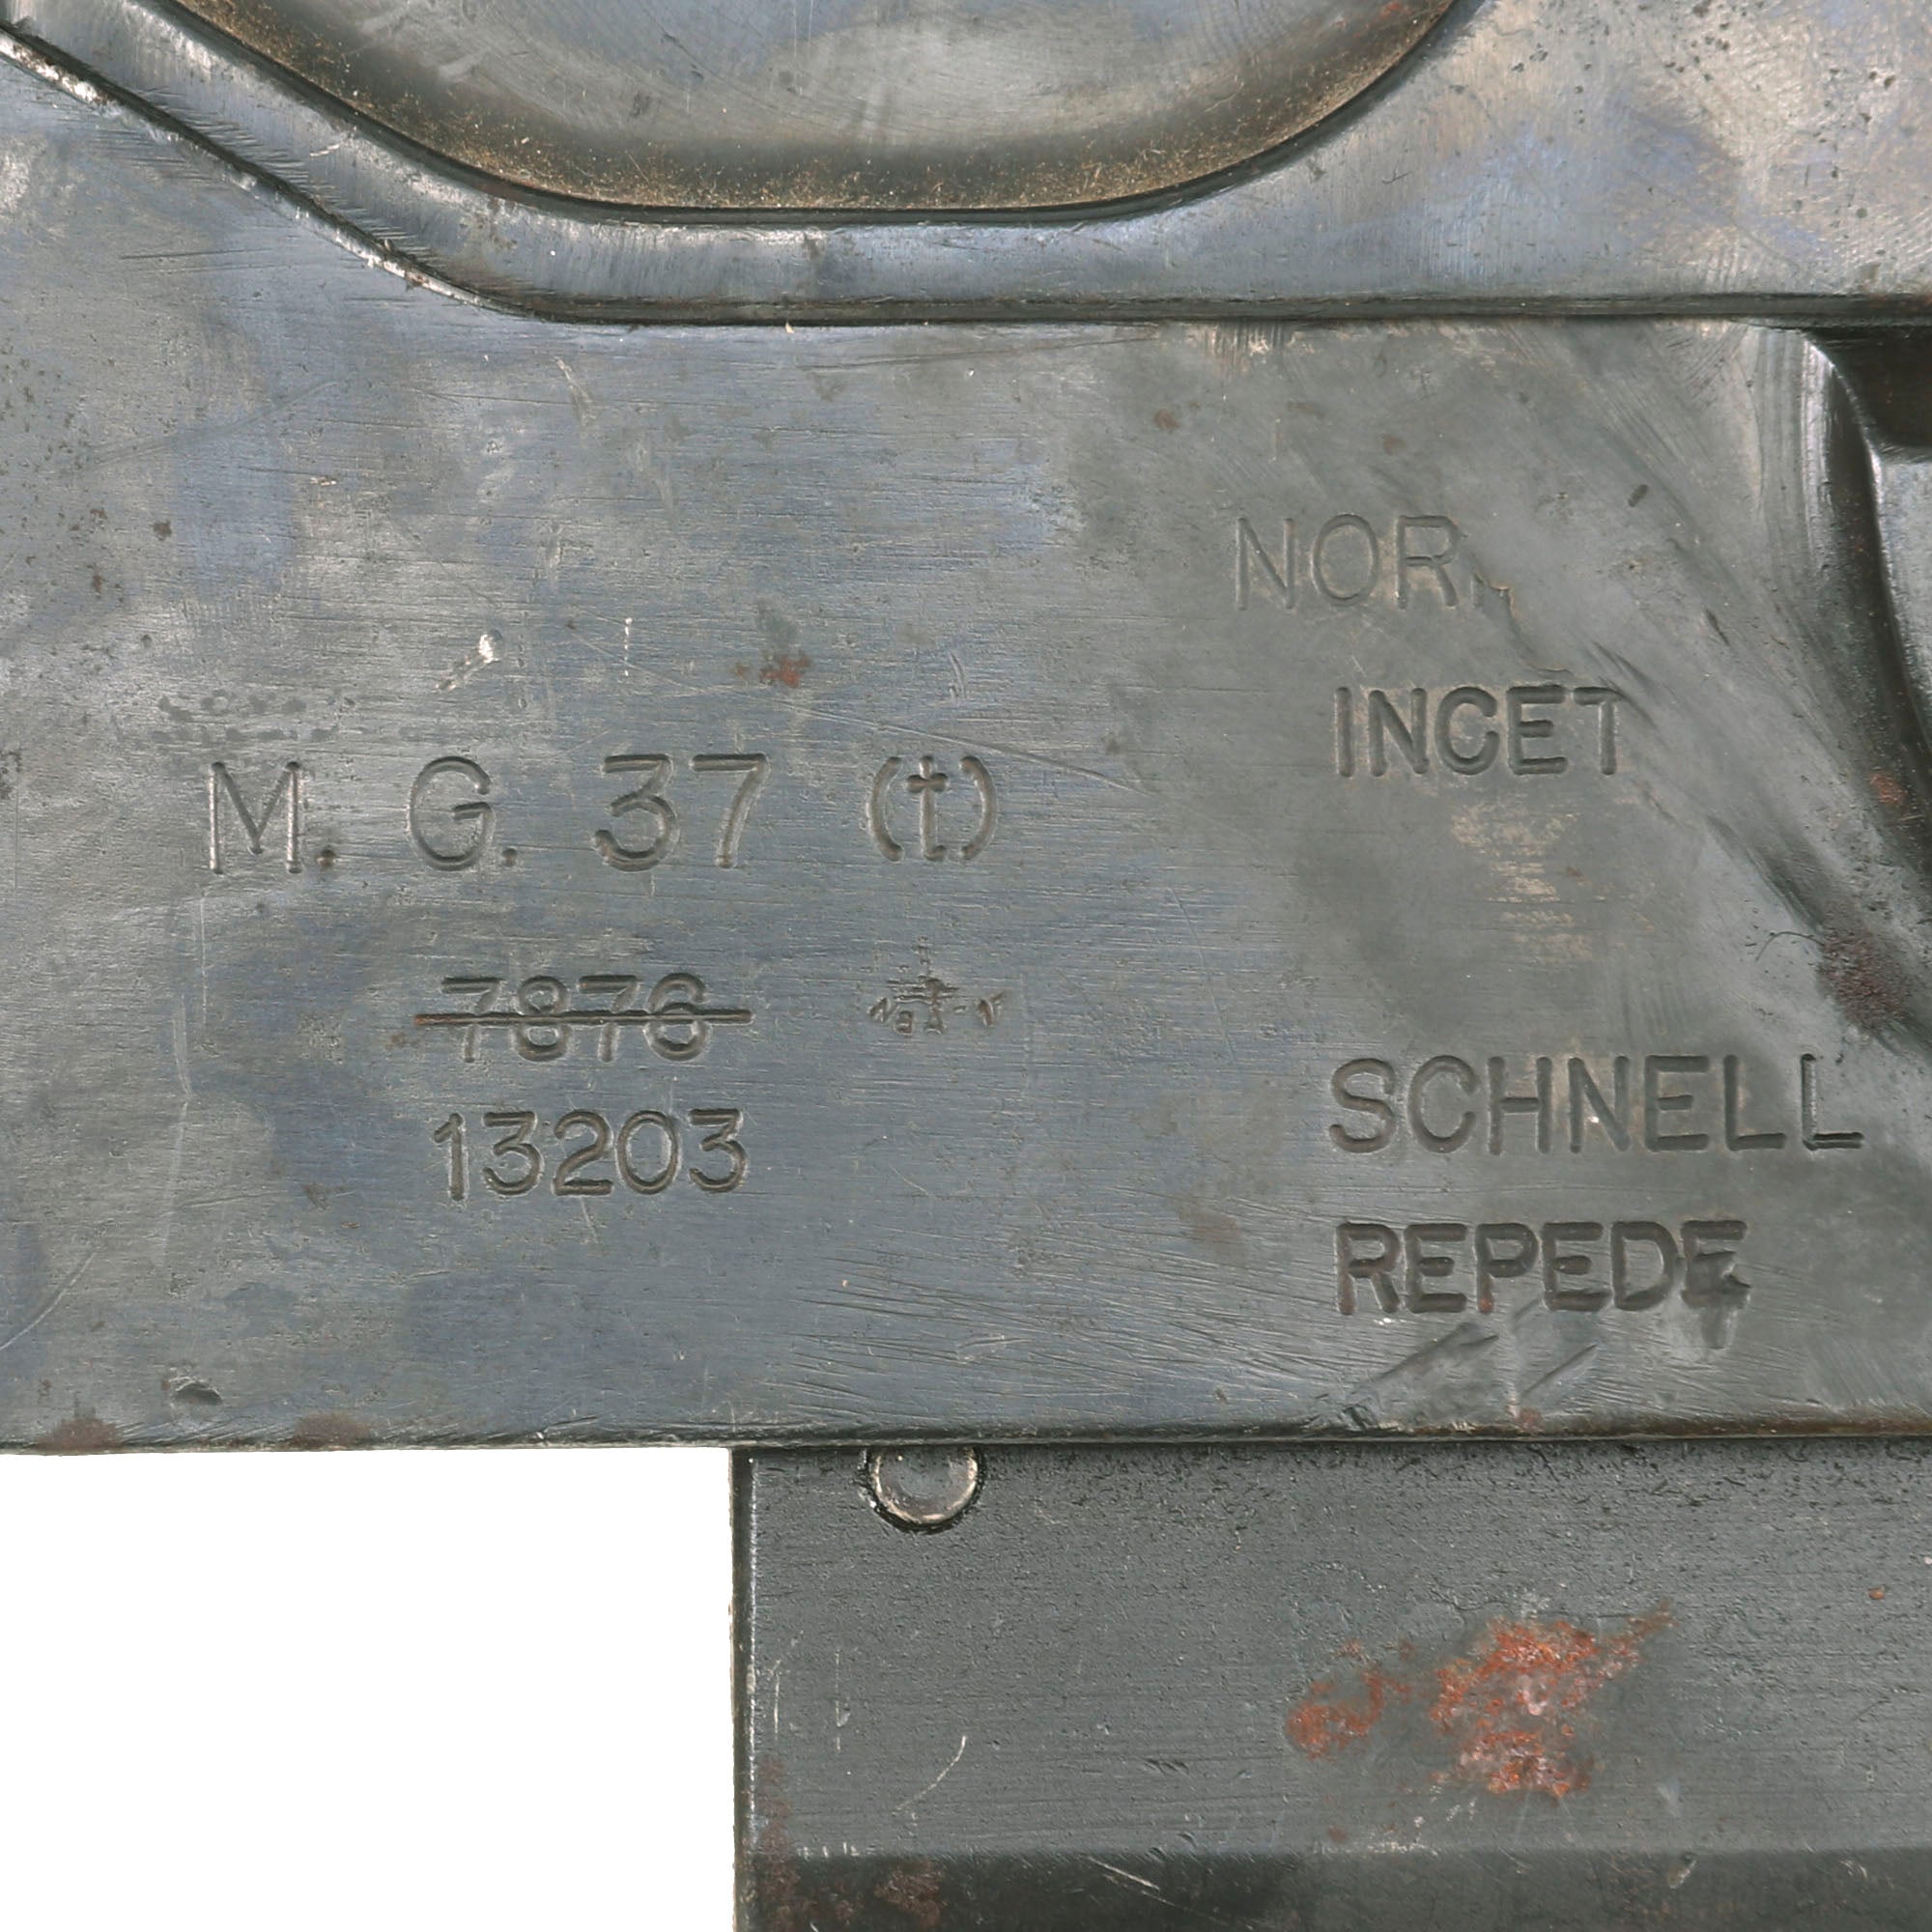 NOR
INCET
M. G. 37 (t)
7876
13203
SCHNELL
REPEDE